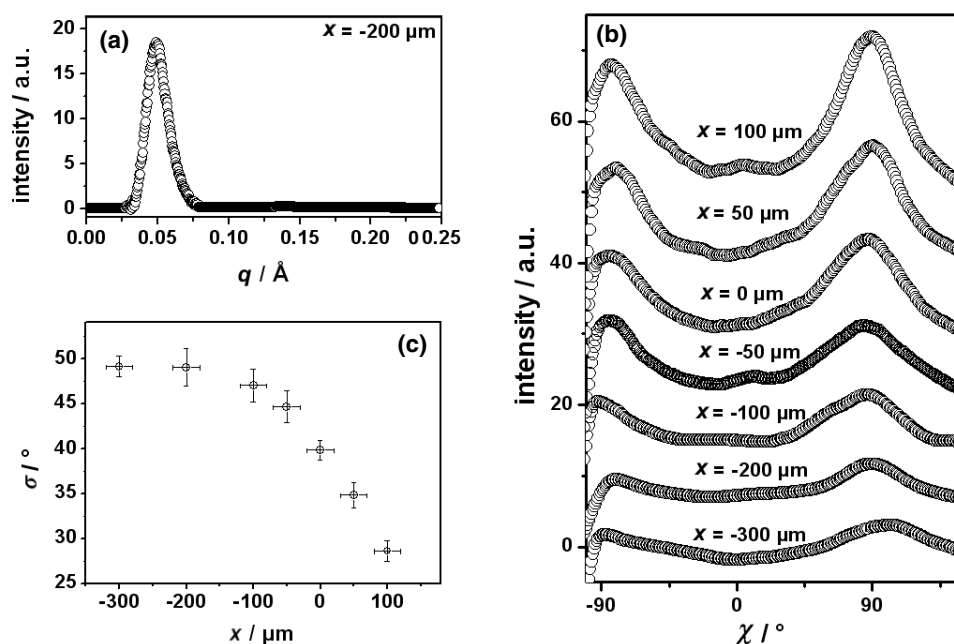 (a)
x = -200 µm
20
15
10
5
0
0.00 0.05 0.10 0.15 0.20 0.25
intensity / a.u.
q / Å
(b)
60
40
20
0
intensity / a.u.
x = 100 µm
x = 50 µm
x = 0 µm
x = -50 µm
x = -100 µm
x = -200 µm
x = -300 µm
-90 0 90
χ / °
(c)
50
45
40
35
30
25
σ / °
-300 -200 -100 0 100
x / µm